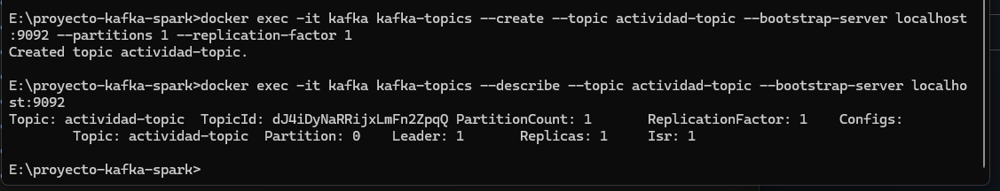 E:\proyecto-kafka-spark>docker exec -it kafka kafka-topics --create --topic actividad-topic --bootstrap-server localhost
:9092 --partitions 1 --replication-factor 1
Created topic actividad-topic.
E:\proyecto-kafka-spark>docker exec -it kafka kafka-topics --describe --topic actividad-topic --bootstrap-server localho
st:9092
Topic: actividad-topic  TopicId: dJ4iDyNaRRijxLmFn2ZpqQ PartitionCount: 1       ReplicationFactor: 1    Configs:
        Topic: actividad-topic  Partition: 0    Leader: 1       Replicas: 1     Isr: 1
E:\proyecto-kafka-spark>